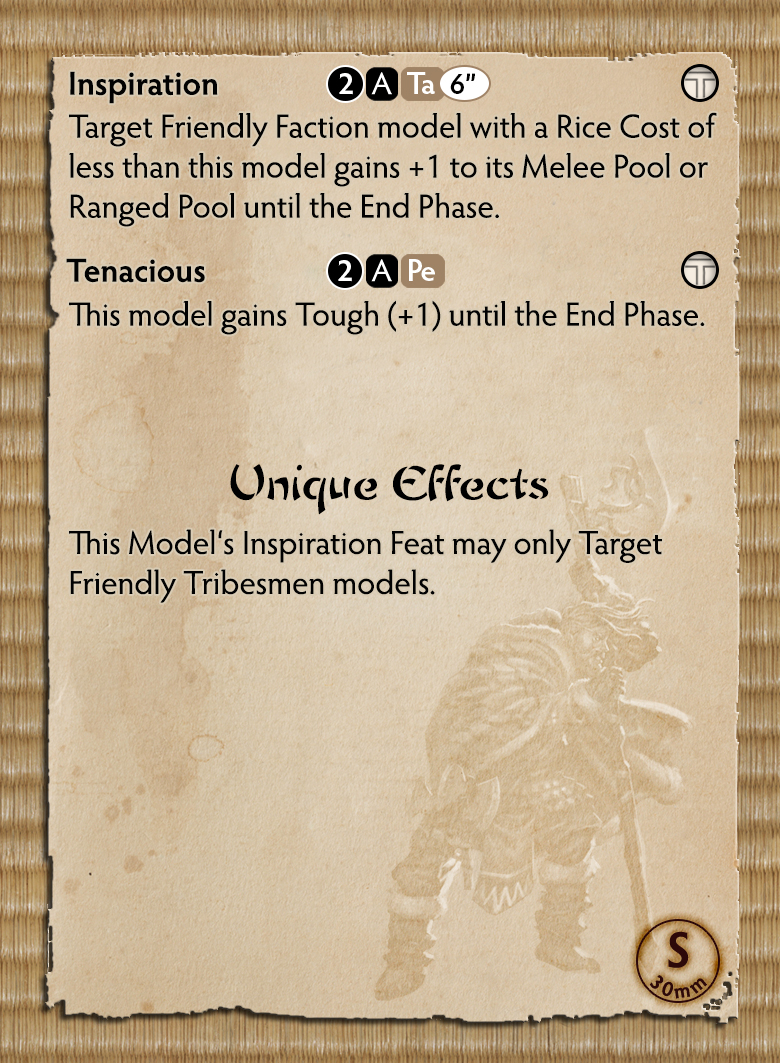 Inspiration 2 A Ta 6”
Target Friendly Faction model with a Rice Cost of
less than this model gains +1 to its Melee Pool or
Ranged Pool until the End Phase.
Tenacious 2 A Pe
This model gains Tough (+1) until the End Phase.
Unique Effects
This Model‘s Inspiration Feat may only Target
Friendly Tribesmen models.
S
30mm